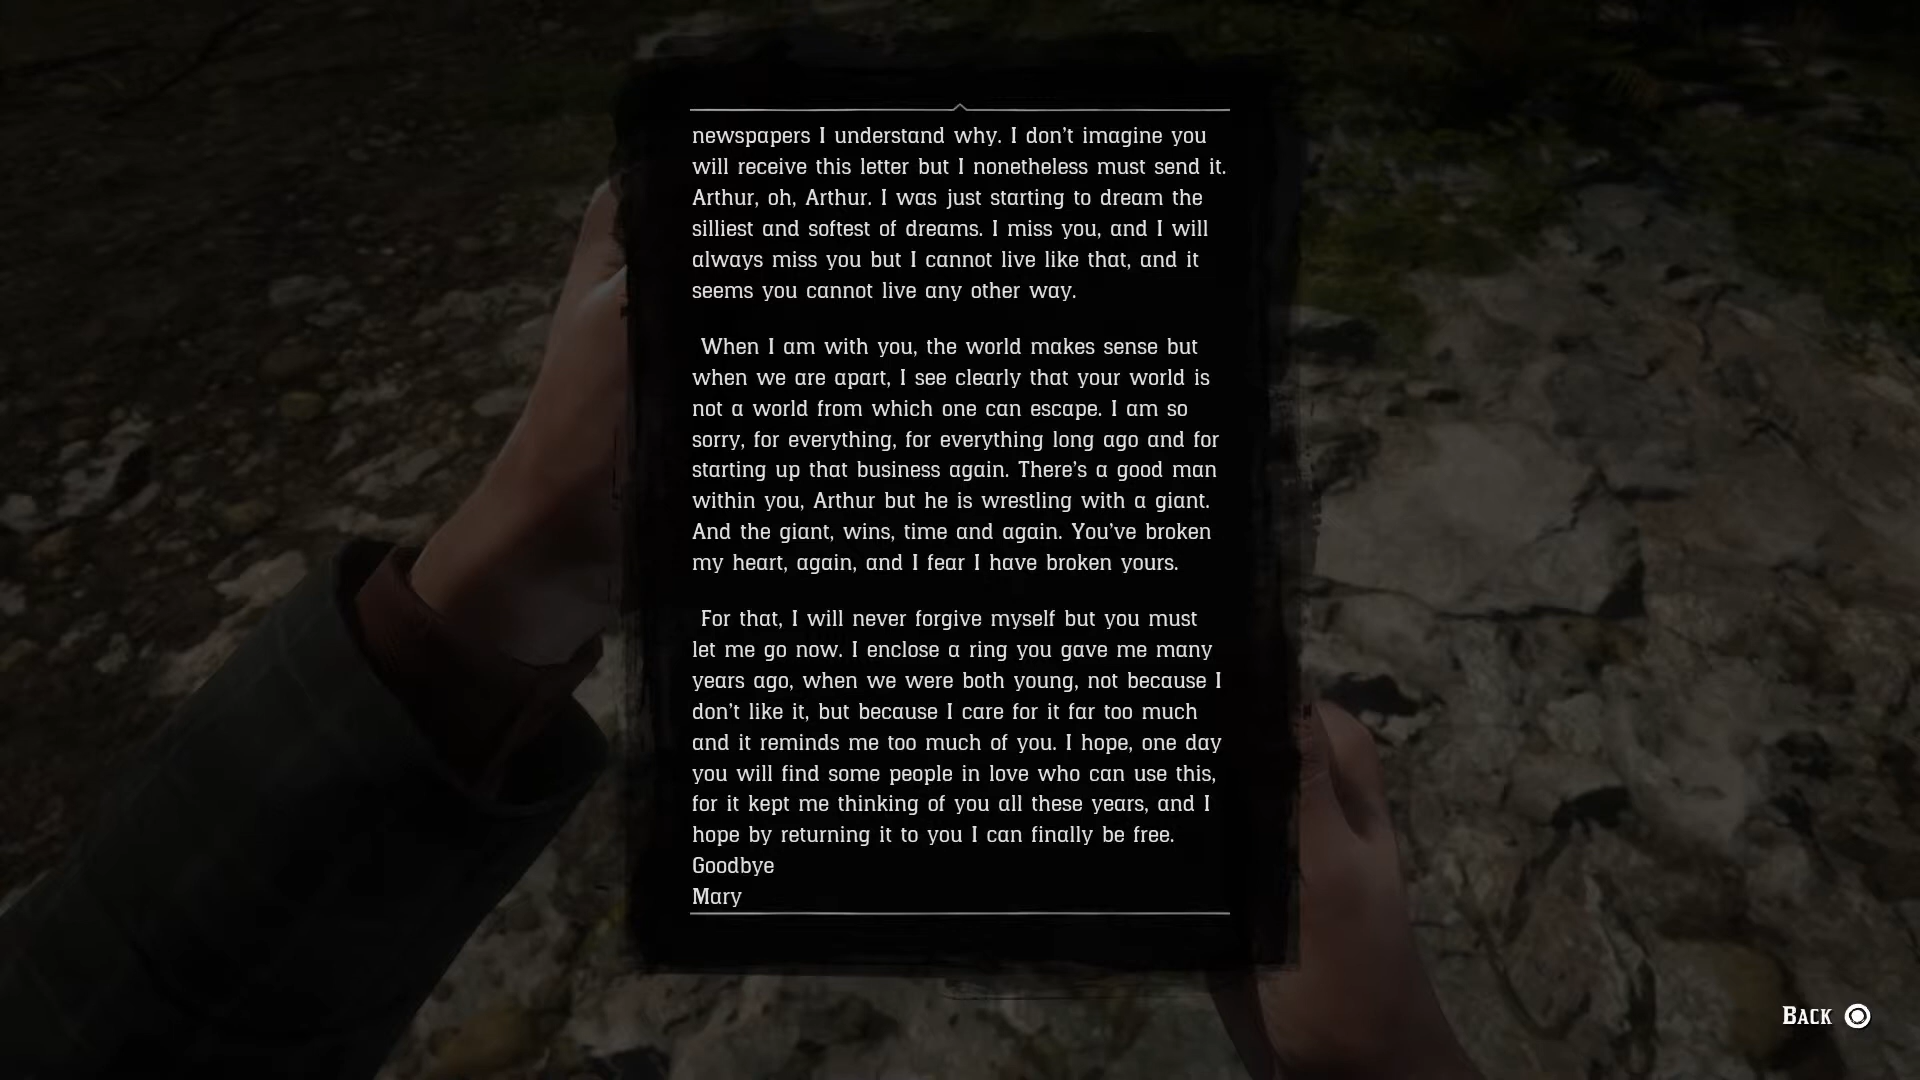 newspapers I understand why. I don't imagine you
will receive this letter but I nonetheless must send it.
Arthur, oh, Arthur. I was just starting to dream the
silliest and softest of dreams. I miss you, and I will
always miss you but I cannot live like that, and it
seems you cannot live any other way.
When I am with you, the world makes sense but
when we are apart, I see clearly that your world is
not a world from which one can escape. I am so
sorry, for everything, for everything long ago and for
starting up that business again. There's a good man
within you, Arthur but he is wrestling with a giant.
And the giant, wins, time and again. You've broken
my heart, again, and I fear I have broken yours.
For that, I will never forgive myself but you must
let me go now. I enclose a ring you gave me many
years ago, when we were both young, not because I
don't like it, but because I care for it far too much
and it reminds me too much of you. I hope, one day
you will find some people in love who can use this,
for it kept me thinking of you all these years, and I
hope by returning it to you I can finally be free.
Goodbye
Mary
Back